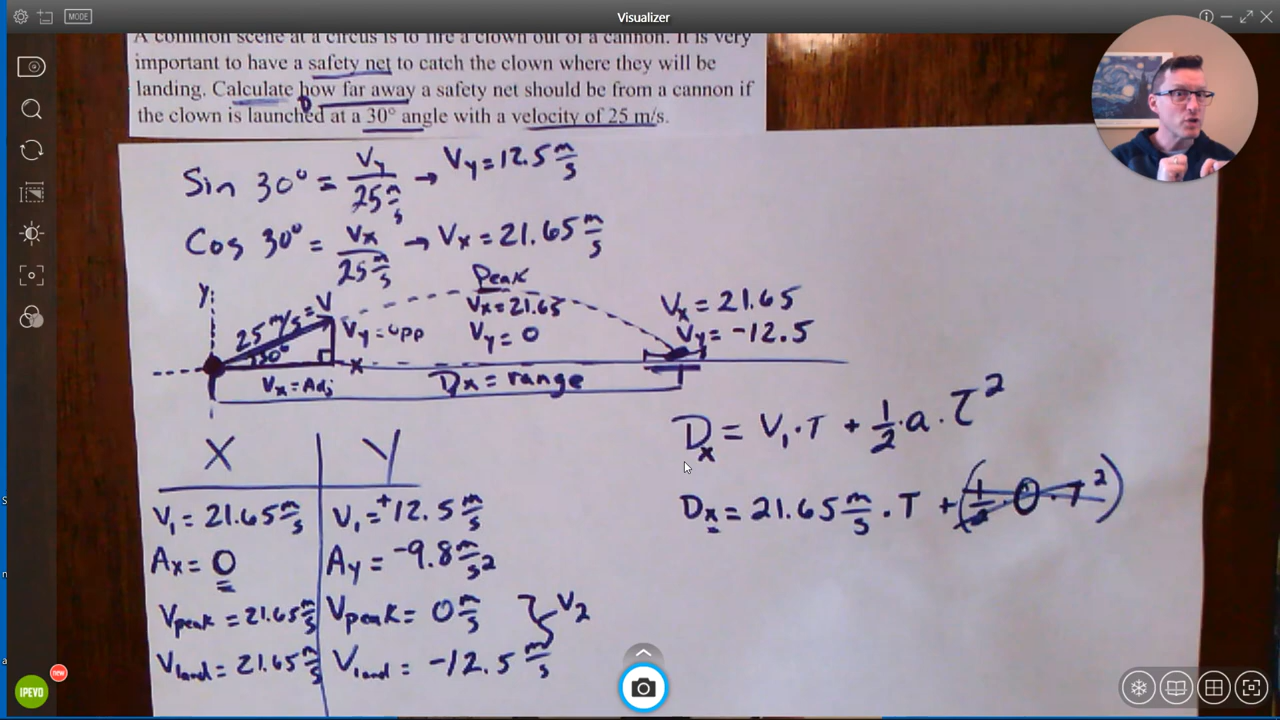 MODE
Visualizer
A common scene at a circus is to fire a clown out of a cannon. It is very
important to have a safety net to catch the clown where they will be
landing. Calculate how far away a safety net should be from a cannon if
the clown is launched at a 30° angle with a velocity of 25 m/s.
Sin 30° = Vy / 25 m/s → Vy = 12.5 m/s
Cos 30° = Vx / 25 m/s → Vx = 21.65 m/s
y
25 m/s = V
30°
Vy = opp
x
Vx = Adj
Peak
Vx = 21.65
Vy = 0
Vx = 21.65
Vy = -12.5
Dx = range
Dx = V1 · T + 1/2 · a · T²
Dx = 21.65 m/s · T + (1/2 · 0 · T²)
X Y
V1 = 21.65 m/s V1 = +12.5 m/s
Ax = 0 Ay = -9.8 m/s²
Vpeak = 21.65 m/s Vpeak = 0 m/s
Vland = 21.65 m/s Vland = -12.5 m/s
V2
new
IPEVO